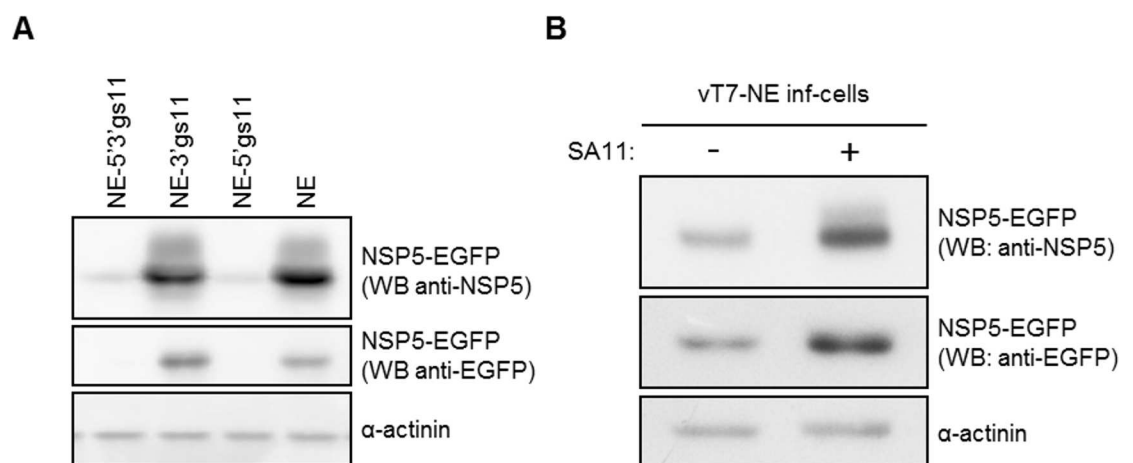 A
NE-5'3'gs11
NE-3'gs11
NE-5'gs11
NE
NSP5-EGFP
(WB anti-NSP5)
NSP5-EGFP
(WB anti-EGFP)
α-actinin
B
vT7-NE inf-cells
SA11: - +
NSP5-EGFP
(WB: anti-NSP5)
NSP5-EGFP
(WB: anti-EGFP)
α-actinin